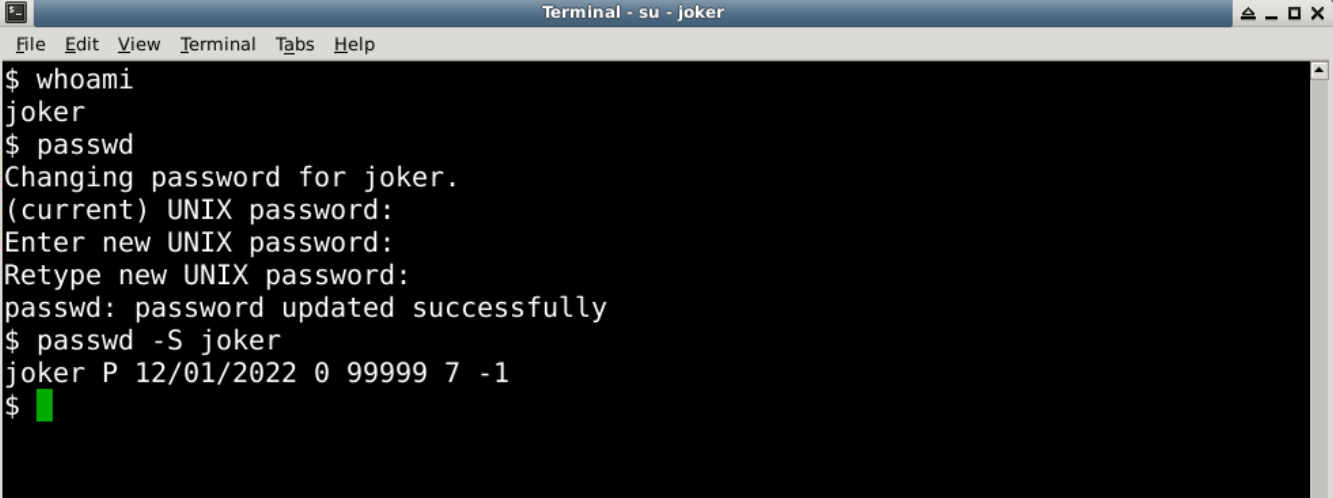 Terminal - su - joker
File Edit View Terminal Tabs Help
$ whoami
joker
$ passwd
Changing password for joker.
(current) UNIX password:
Enter new UNIX password:
Retype new UNIX password:
passwd: password updated successfully
$ passwd -S joker
joker P 12/01/2022 0 99999 7 -1
$